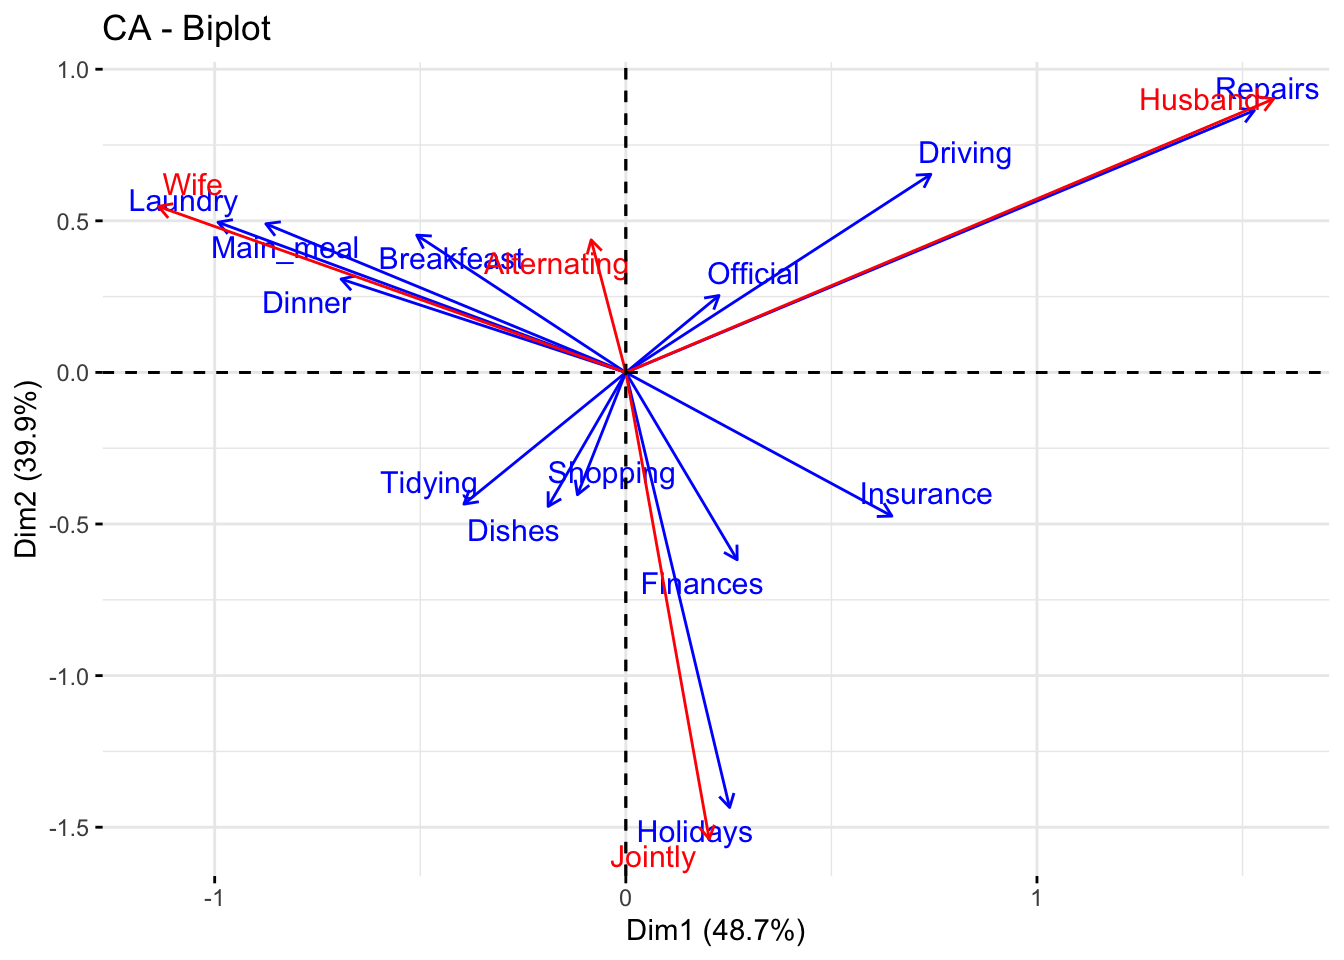 CA - Biplot
1.0
Repairs
Husband
Driving
Wife
Laundry
0.5
Main_meal
Breakfeast
Alternating
Official
Dinner
0.0
Dim2 (39.9%)
Shopping
Tidying
Insurance
-0.5
Dishes
Finances
-1.0
-1.5
Holidays
Jointly
-1
0
1
Dim1 (48.7%)